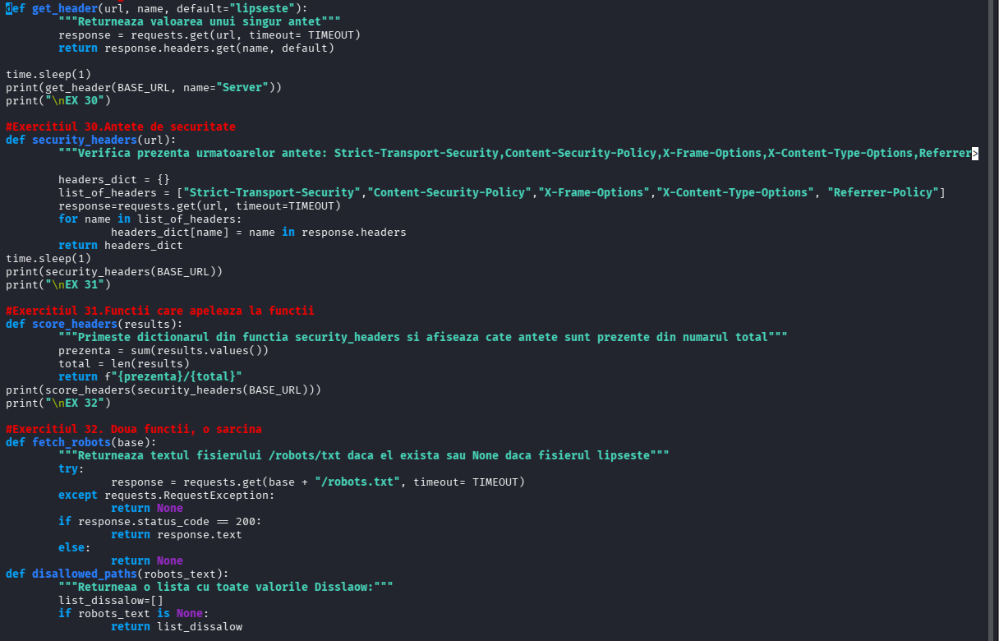 def get_header(url, name, default="lipseste"):
        """Returneaza valoarea unui singur antet"""
        response = requests.get(url, timeout= TIMEOUT)
        return response.headers.get(name, default)

time.sleep(1)
print(get_header(BASE_URL, name="Server"))
print("\nEX 30")

#Exercitiul 30.Antete de securitate
def security_headers(url):
        """Verifica prezenta urmatoarelor antete: Strict-Transport-Security,Content-Security-Policy,X-Frame-Options,X-Content-Type-Options,Referrer>

        headers_dict = {}
        list_of_headers = ["Strict-Transport-Security","Content-Security-Policy","X-Frame-Options","X-Content-Type-Options", "Referrer-Policy"]
        response=requests.get(url, timeout=TIMEOUT)
        for name in list_of_headers:
                headers_dict[name] = name in response.headers
        return headers_dict
time.sleep(1)
print(security_headers(BASE_URL))
print("\nEX 31")

#Exercitiul 31.Functii care apeleaza la functii
def score_headers(results):
        """Primeste dictionarul din functia security_headers si afiseaza cate antete sunt prezente din numarul total"""
        prezenta = sum(results.values())
        total = len(results)
        return f"{prezenta}/{total}"
print(score_headers(security_headers(BASE_URL)))
print("\nEX 32")

#Exercitiul 32. Doua functii, o sarcina
def fetch_robots(base):
        """Returneaza textul fisierului /robots/txt daca el exista sau None daca fisierul lipseste"""
        try:
                response = requests.get(base + "/robots.txt", timeout= TIMEOUT)
        except requests.RequestException:
                return None
        if response.status_code == 200:
                return response.text
        else:
                return None
def disallowed_paths(robots_text):
        """Returneaa o lista cu toate valorile Disslaow:"""
        list_dissalow=[]
        if robots_text is None:
                return list_dissalow